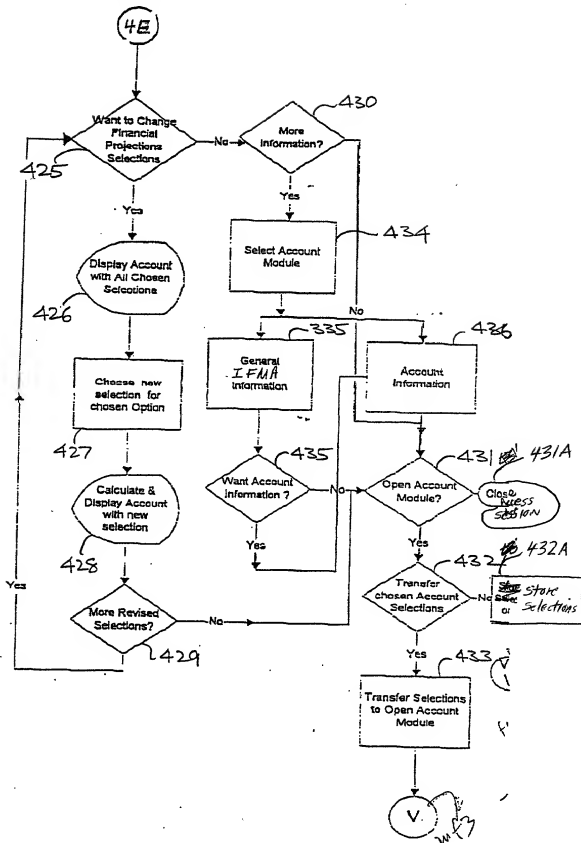 4E
430
Want to Change
Financial
Projections
Selections
No
More
Information?
425
Yes
Yes
434
Display Account
with All Chosen
Selections
Select Account
Module
426
No
335
436
General
IFMA
Information
Account
Information
Choose new
selection for
chosen Option
427
435
431
431A
Want Account
Information ?
No
Open Account
Module?
Close
Access
Session
Calculate &
Display Account
with new
selection
428
Yes
Yes
432
432A
Yes
Transfer
chosen Account
Selections
No
Store
Selections
or
More Revised
Selections?
No
429
Yes
433
V
Transfer Selections
to Open Account
Module
V